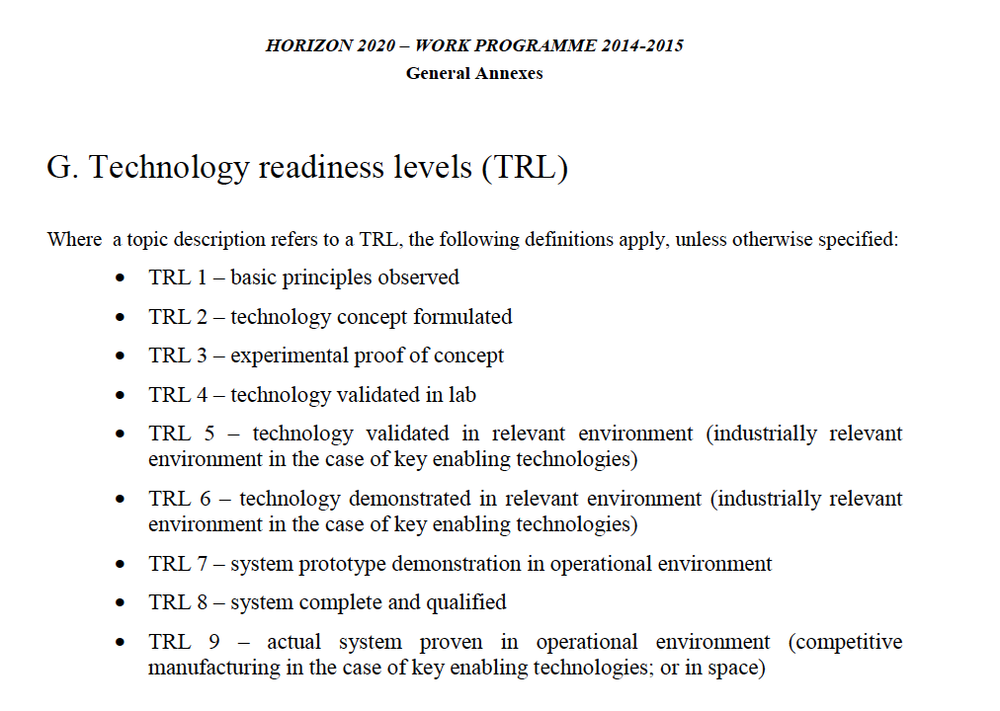 HORIZON 2020 – WORK PROGRAMME 2014-2015
General Annexes
G. Technology readiness levels (TRL)
Where a topic description refers to a TRL, the following definitions apply, unless otherwise specified:
• TRL 1 – basic principles observed
• TRL 2 – technology concept formulated
• TRL 3 – experimental proof of concept
• TRL 4 – technology validated in lab
• TRL 5 – technology validated in relevant environment (industrially relevant
environment in the case of key enabling technologies)
• TRL 6 – technology demonstrated in relevant environment (industrially relevant
environment in the case of key enabling technologies)
• TRL 7 – system prototype demonstration in operational environment
• TRL 8 – system complete and qualified
• TRL 9 – actual system proven in operational environment (competitive
manufacturing in the case of key enabling technologies; or in space)